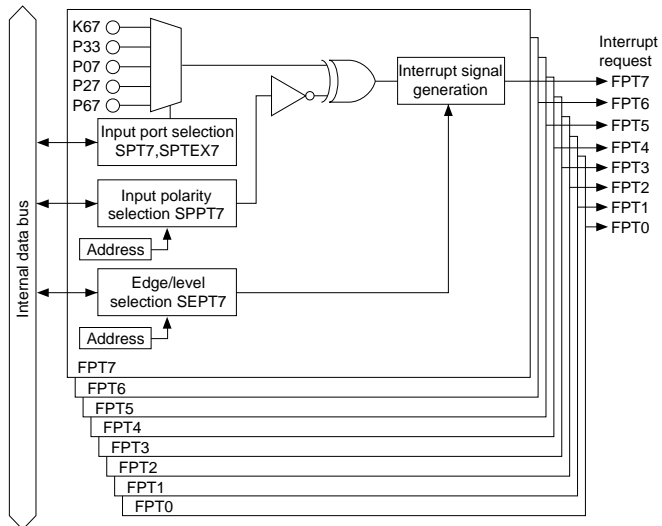 K67
P33
P07
P27
P67
Input port selection
SPT7,SPTEX7
Input polarity
selection SPPT7
Address
Edge/level
selection SEPT7
Address
Interrupt signal
generation
Internal data bus
FPT7
FPT6
FPT5
FPT4
FPT3
FPT2
FPT1
FPT0
Interrupt
request
FPT7
FPT6
FPT5
FPT4
FPT3
FPT2
FPT1
FPT0